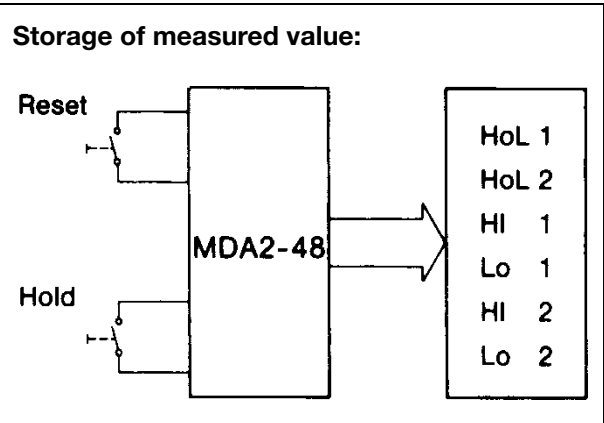 Storage of measured value:
Reset
Hold
MDA2-48
HoL 1
HoL 2
HI 1
Lo 1
HI 2
Lo 2